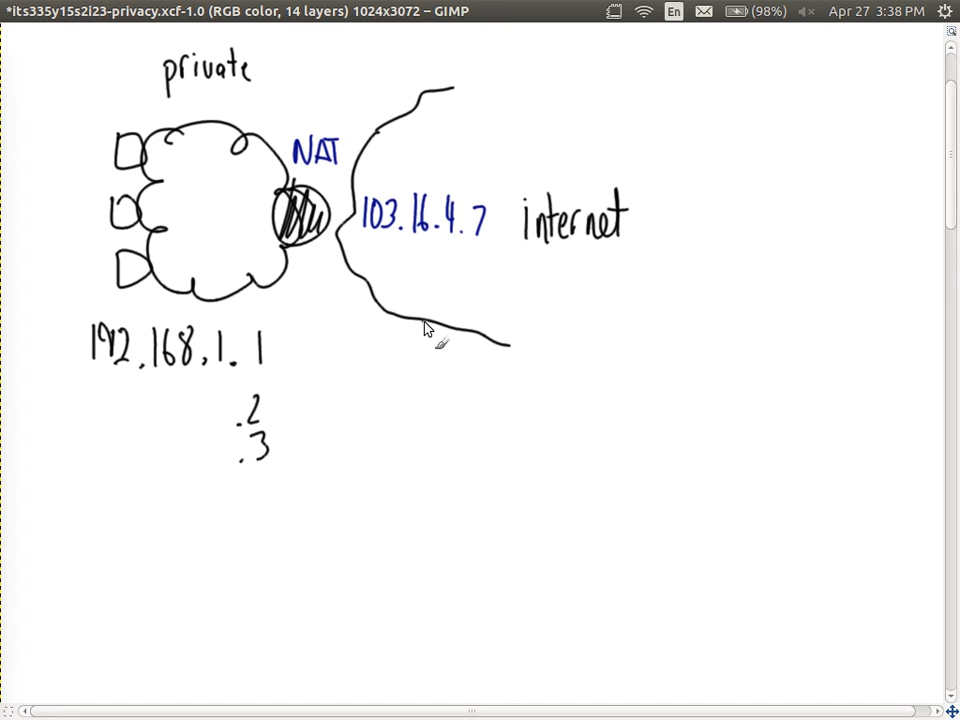 *its335y15s2i23-privacy.xcf-1.0 (RGB color, 14 layers) 1024x3072 – GIMP
En
(98%)
Apr 27 3:38 PM
private
NAT
103.16.4.7
internet
192.168.1.1
.2
.3